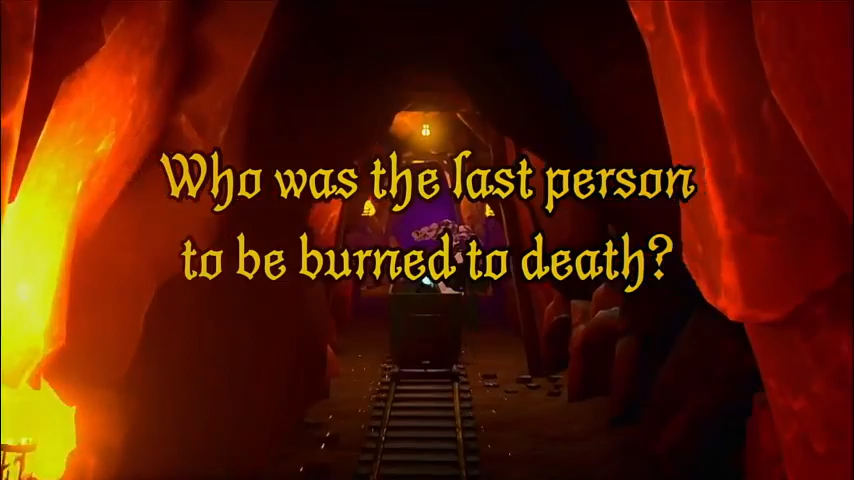 Who was the last person
to be burned to death?